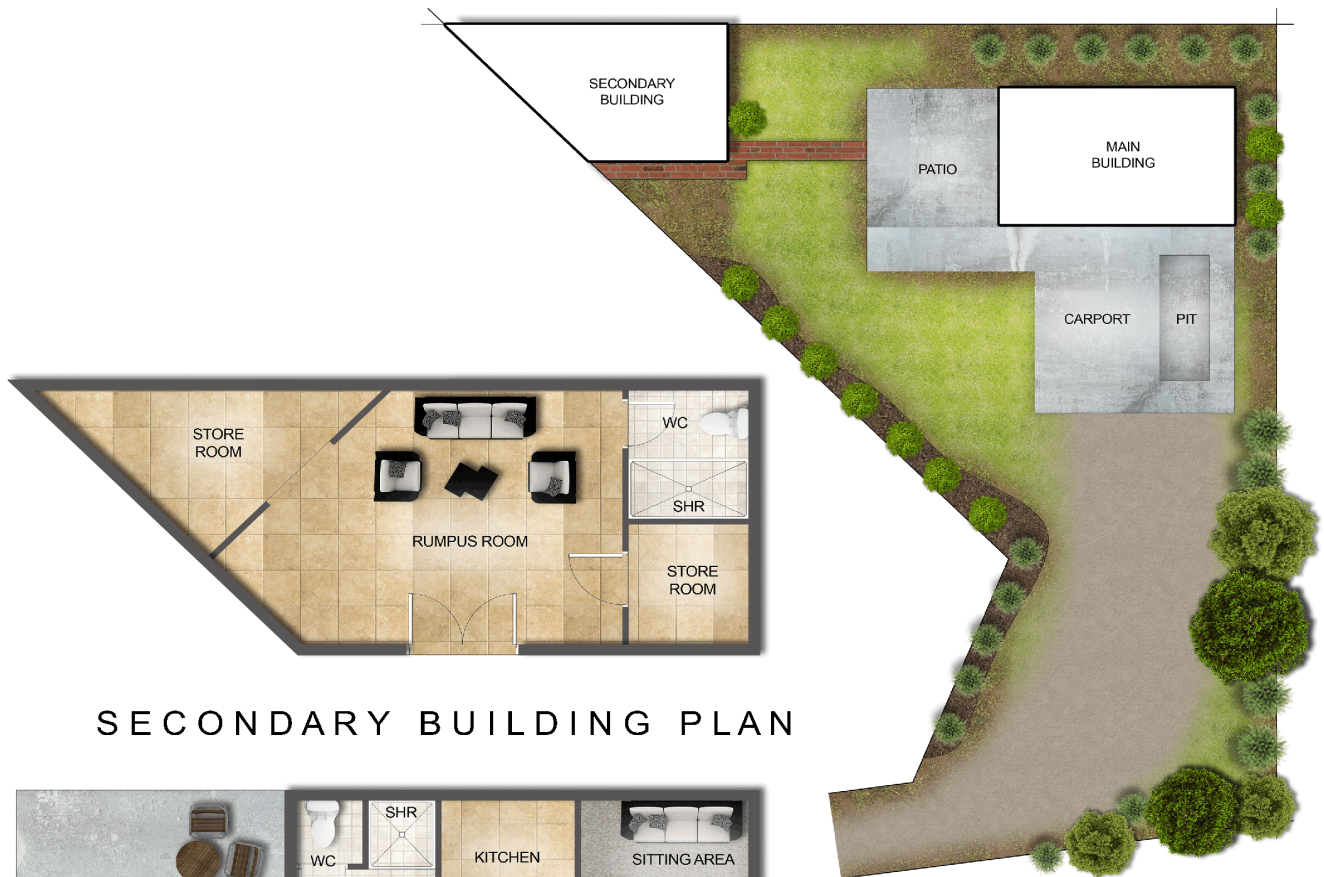 SECONDARY
BUILDING
MAIN
BUILDING
PATIO
CARPORT
PIT
STORE
ROOM
WC
SHR
RUMPUS ROOM
STORE
ROOM
SECONDARY BUILDING PLAN
SHR
WC
KITCHEN
SITTING AREA